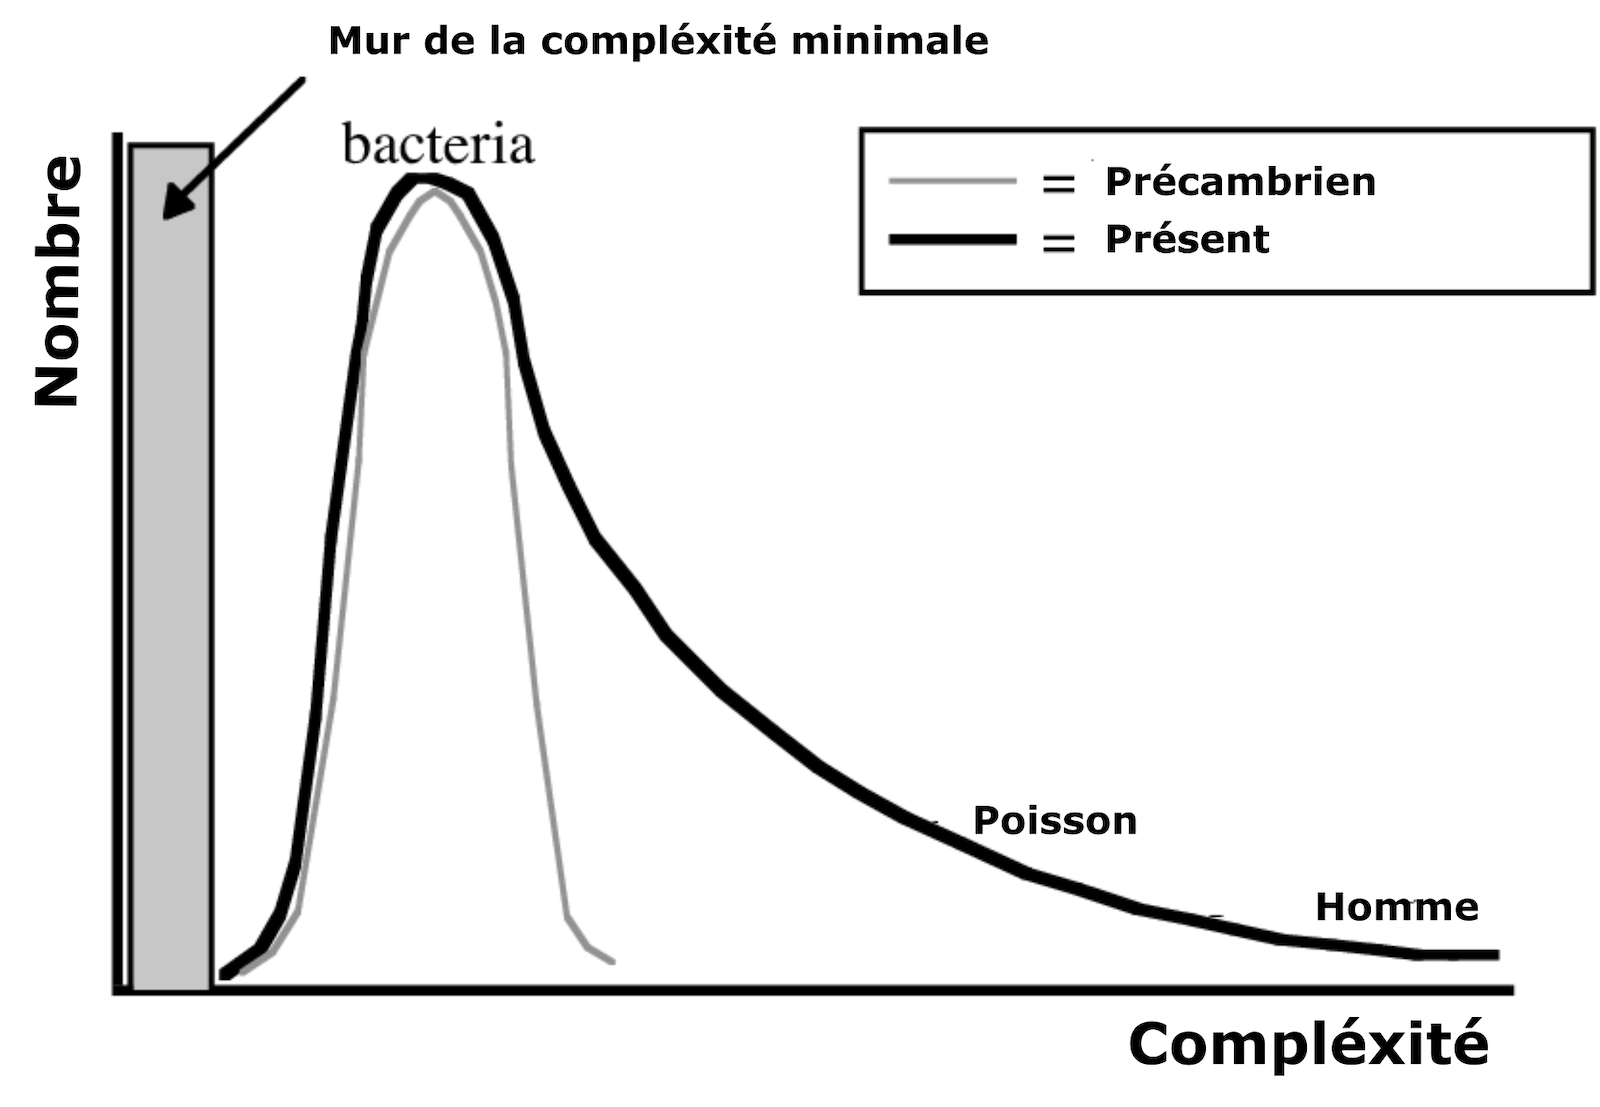 Mur de la compléxité minimale
bacteria
Nombre
= Précambrien
= Présent
Poisson
Homme
Compléxité